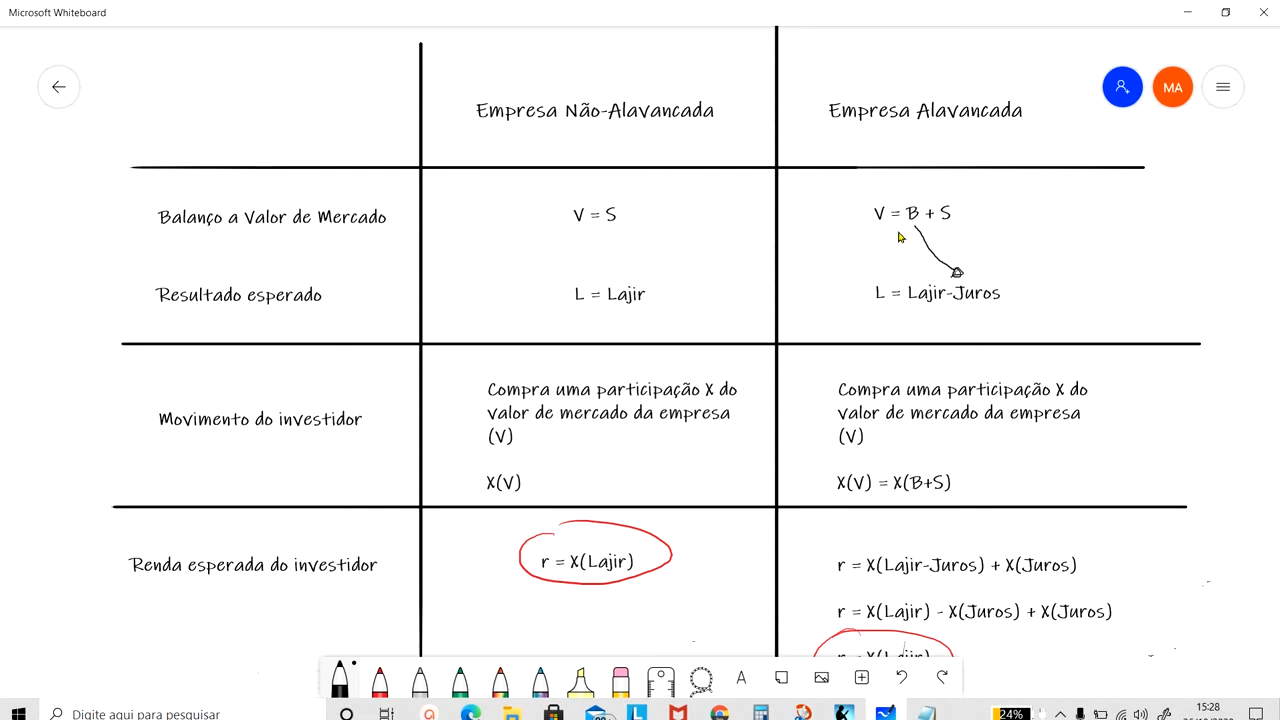 Microsoft Whiteboard
MA
Empresa Não-Alavancada
Empresa Alavancada
Balanço a Valor de Mercado
V = S
V = B + S
Resultado esperado
L = Lajir
L = Lajir-Juros
Movimento do investidor
Compra uma participação X do
valor de mercado da empresa
(V)
X(V)
Compra uma participação X do
valor de mercado da empresa
(V)
X(V) = X(B+S)
Renda esperada do investidor
r = X(Lajir)
r = X(Lajir-Juros) + X(Juros)
r = X(Lajir) - X(Juros) + X(Juros)
r = X(Lajir)
A
Digite aqui para pesquisar
24%
15:28